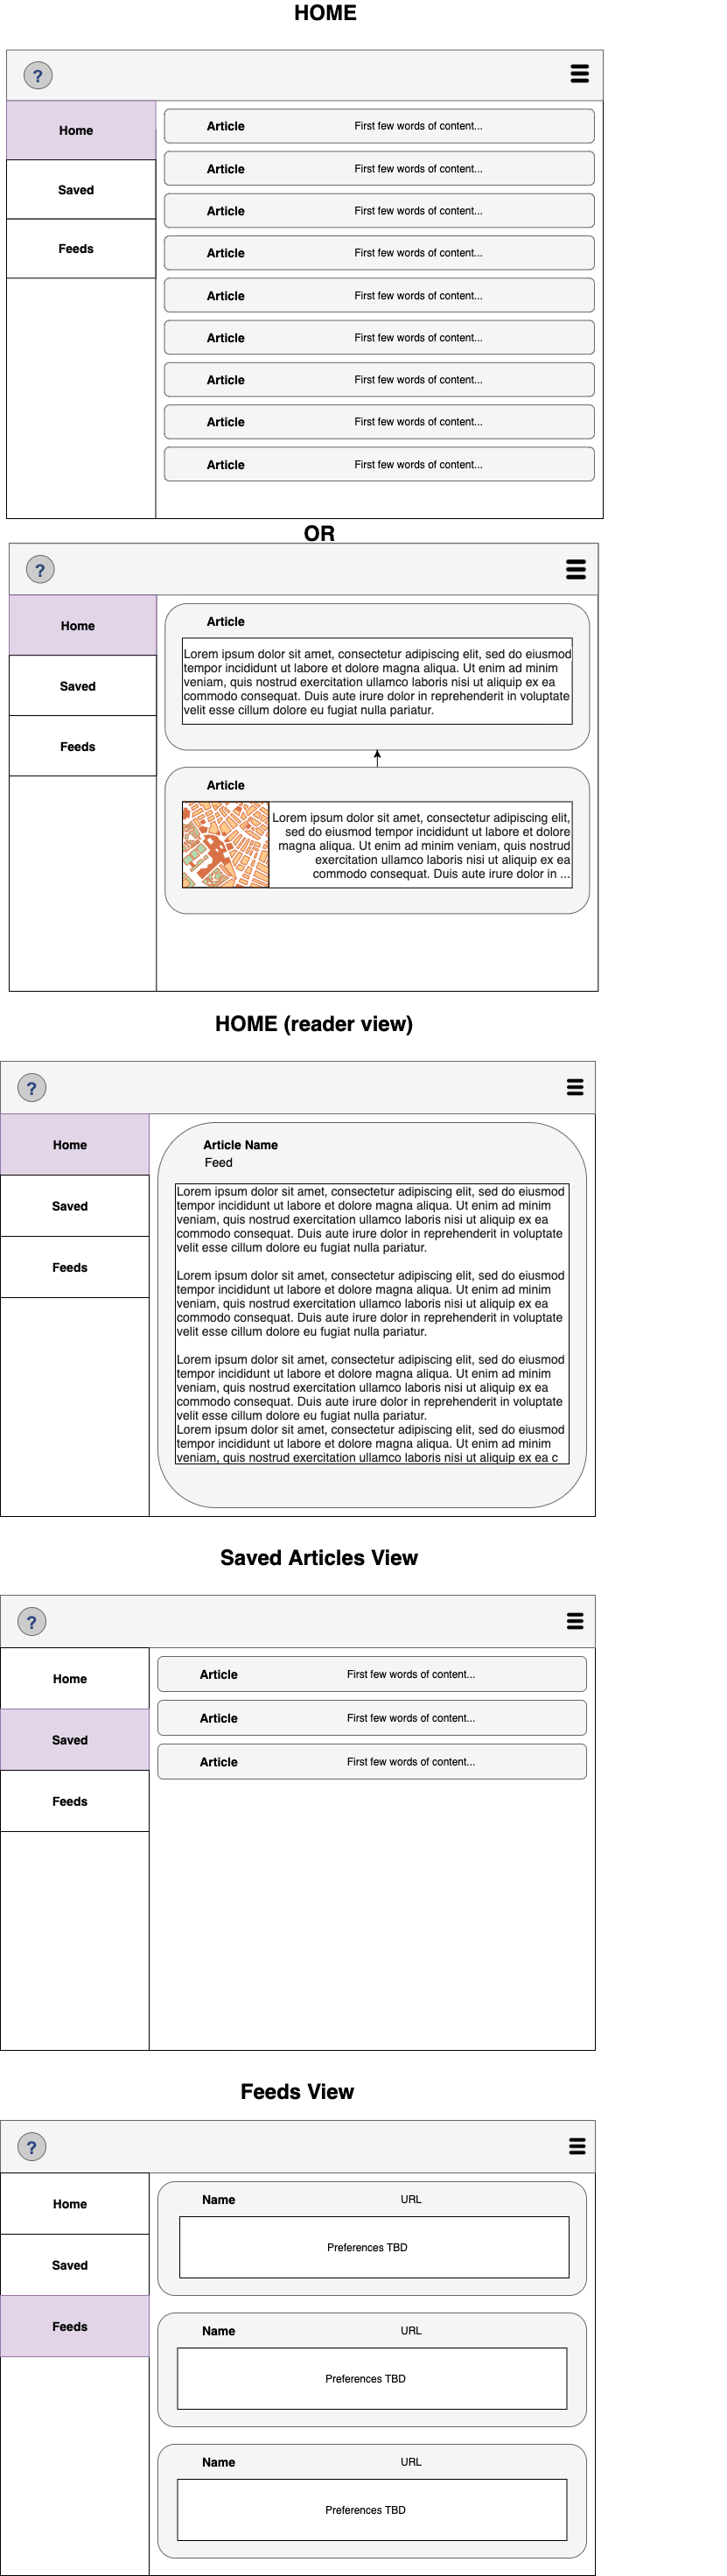 HOME
?
Home
Saved
Feeds
Article First few words of content...
Article First few words of content...
Article First few words of content...
Article First few words of content...
Article First few words of content...
Article First few words of content...
Article First few words of content...
Article First few words of content...
Article First few words of content...
OR
?
Home
Saved
Feeds
Article
Lorem ipsum dolor sit amet, consectetur adipiscing elit, sed do eiusmod
tempor incididunt ut labore et dolore magna aliqua. Ut enim ad minim
veniam, quis nostrud exercitation ullamco laboris nisi ut aliquip ex ea
commodo consequat. Duis aute irure dolor in reprehenderit in voluptate
velit esse cillum dolore eu fugiat nulla pariatur.
Article
Lorem ipsum dolor sit amet, consectetur adipiscing elit,
sed do eiusmod tempor incididunt ut labore et dolore
magna aliqua. Ut enim ad minim veniam, quis nostrud
exercitation ullamco laboris nisi ut aliquip ex ea
commodo consequat. Duis aute irure dolor in ...
HOME (reader view)
?
Home
Saved
Feeds
Article Name
Feed
Lorem ipsum dolor sit amet, consectetur adipiscing elit, sed do eiusmod
tempor incididunt ut labore et dolore magna aliqua. Ut enim ad minim
veniam, quis nostrud exercitation ullamco laboris nisi ut aliquip ex ea
commodo consequat. Duis aute irure dolor in reprehenderit in voluptate
velit esse cillum dolore eu fugiat nulla pariatur.
Lorem ipsum dolor sit amet, consectetur adipiscing elit, sed do eiusmod
tempor incididunt ut labore et dolore magna aliqua. Ut enim ad minim
veniam, quis nostrud exercitation ullamco laboris nisi ut aliquip ex ea
commodo consequat. Duis aute irure dolor in reprehenderit in voluptate
velit esse cillum dolore eu fugiat nulla pariatur.
Lorem ipsum dolor sit amet, consectetur adipiscing elit, sed do eiusmod
tempor incididunt ut labore et dolore magna aliqua. Ut enim ad minim
veniam, quis nostrud exercitation ullamco laboris nisi ut aliquip ex ea
commodo consequat. Duis aute irure dolor in reprehenderit in voluptate
velit esse cillum dolore eu fugiat nulla pariatur.
Lorem ipsum dolor sit amet, consectetur adipiscing elit, sed do eiusmod
tempor incididunt ut labore et dolore magna aliqua. Ut enim ad minim
veniam, quis nostrud exercitation ullamco laboris nisi ut aliquip ex ea c
Saved Articles View
?
Home
Saved
Feeds
Article First few words of content...
Article First few words of content...
Article First few words of content...
Feeds View
?
Home
Saved
Feeds
Name URL
Preferences TBD
Name URL
Preferences TBD
Name URL
Preferences TBD